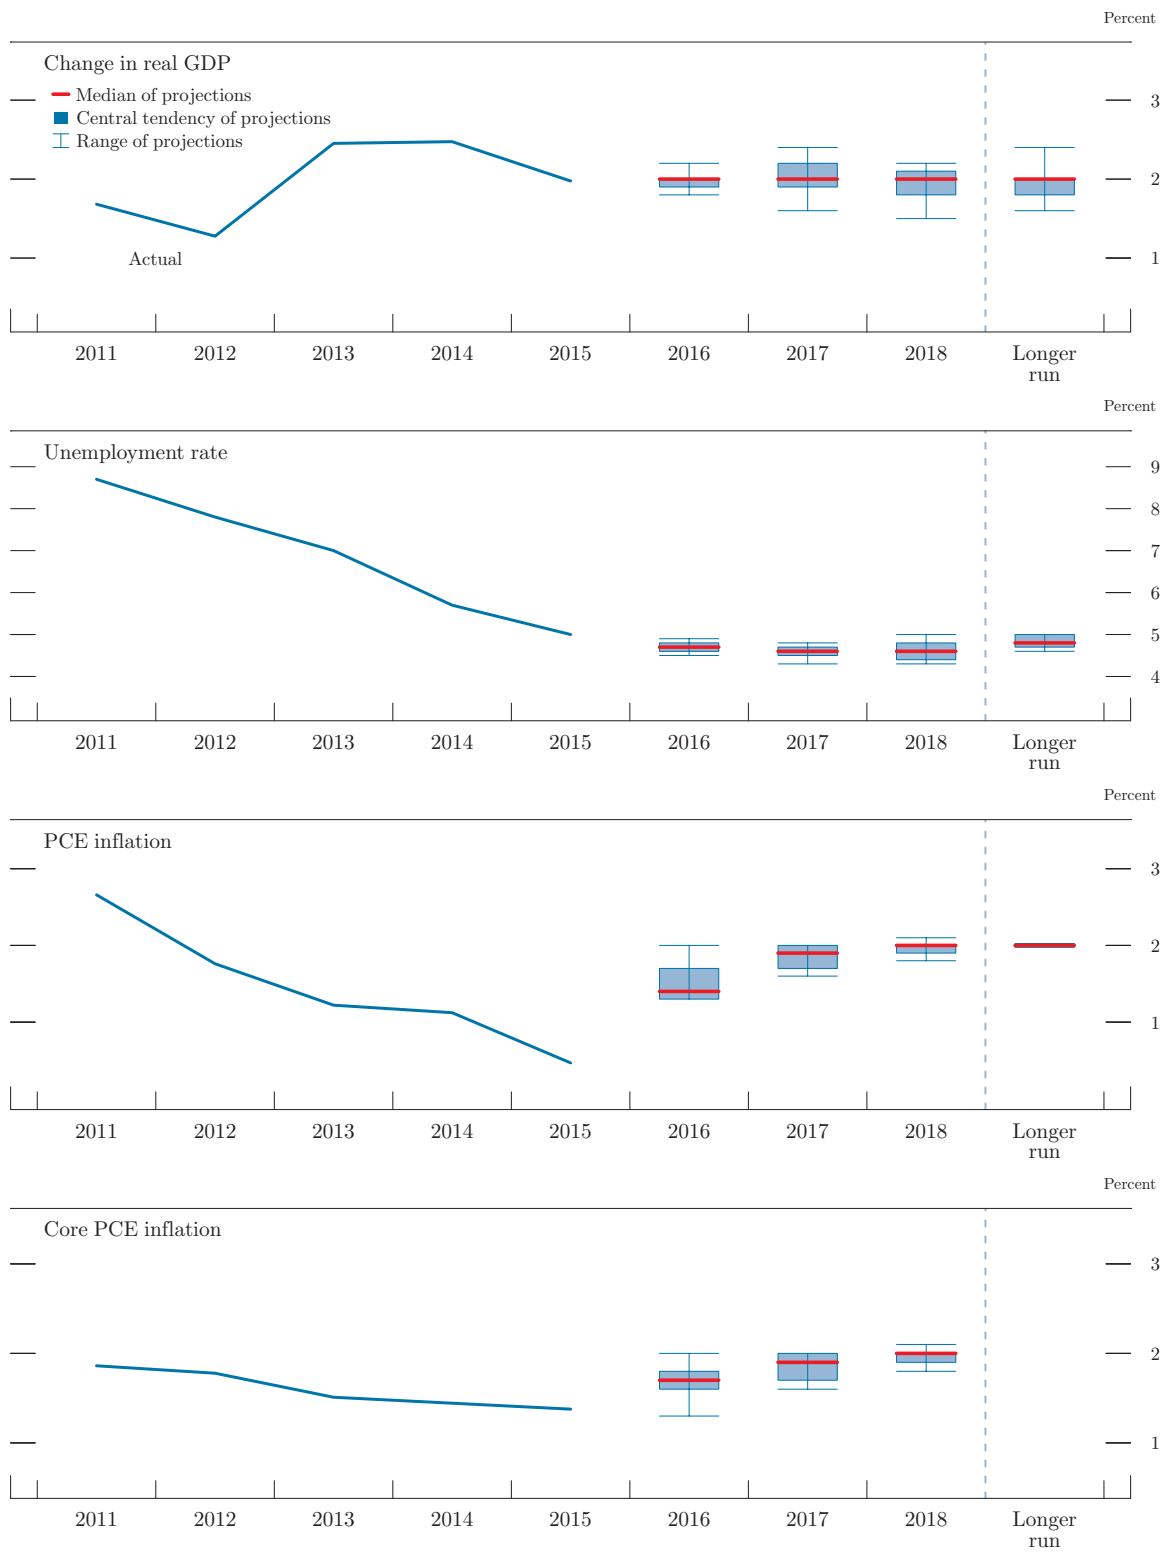 Percent
Change in real GDP
Median of projections
Central tendency of projections
Range of projections
Actual
3
2
1
2011 2012 2013 2014 2015 2016 2017 2018 Longer
run
Percent
Unemployment rate
9
8
7
6
5
4
2011 2012 2013 2014 2015 2016 2017 2018 Longer
run
Percent
PCE inflation
3
2
1
2011 2012 2013 2014 2015 2016 2017 2018 Longer
run
Percent
Core PCE inflation
3
2
1
2011 2012 2013 2014 2015 2016 2017 2018 Longer
run